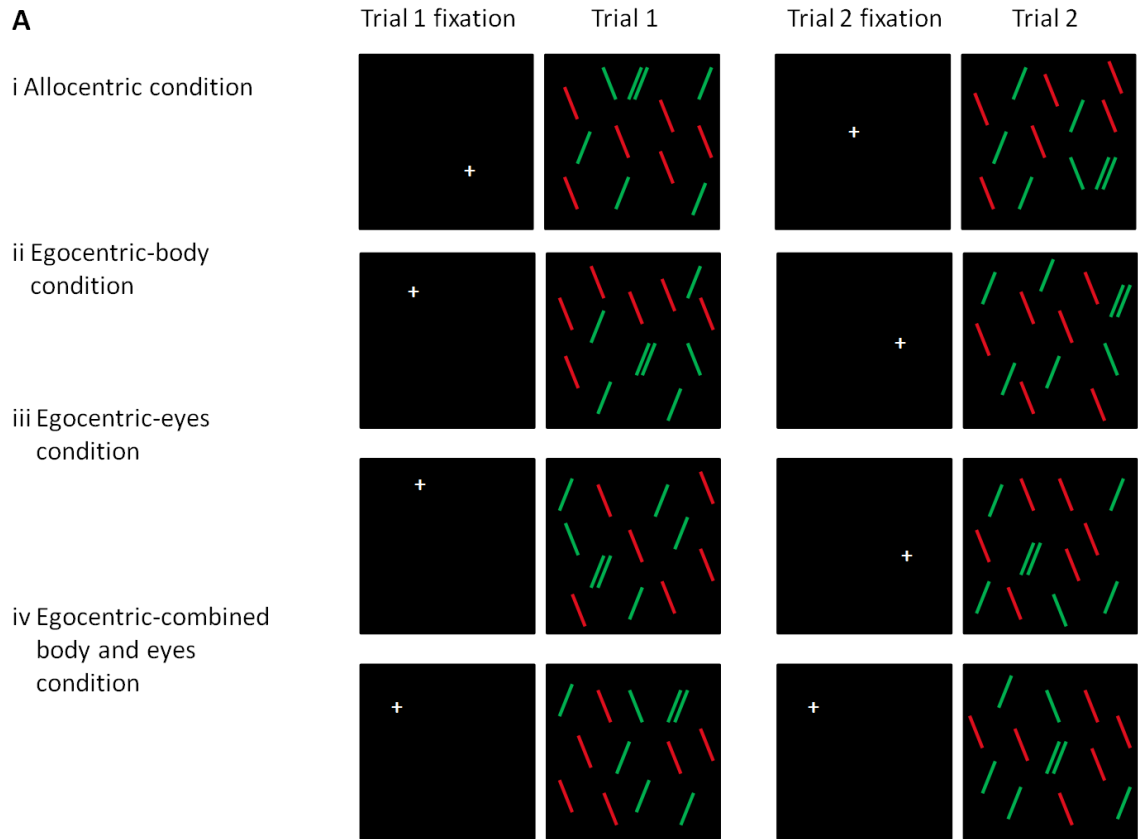 A
Trial 1 fixation
Trial 1
Trial 2 fixation
Trial 2
i Allocentric condition
ii Egocentric-body
condition
iii Egocentric-eyes
condition
iv Egocentric-combined
body and eyes
condition